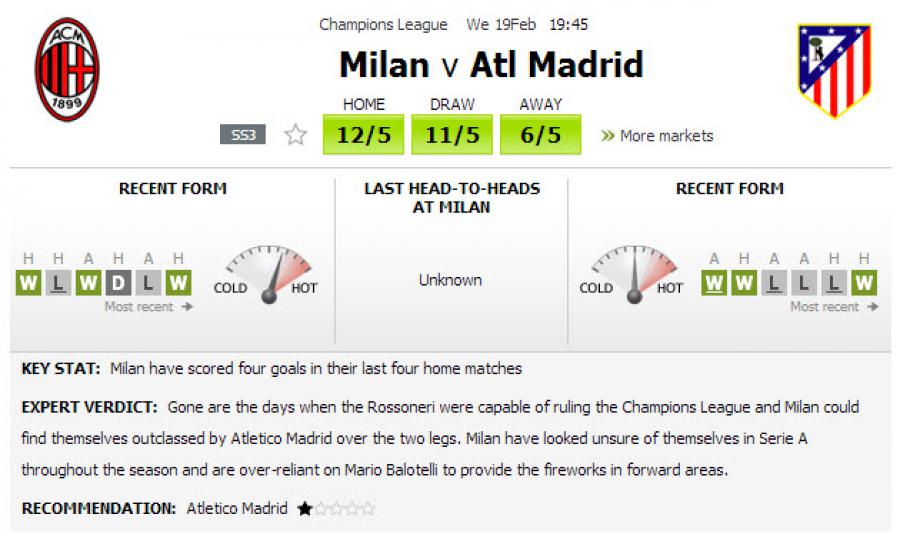 ACM
1899
Champions League We 19Feb 19:45
Milan v Atl Madrid
HOME DRAW AWAY
SS3 12/5 11/5 6/5 » More markets
RECENT FORM
H H A H A H
W L W D L W
Most recent →
COLD HOT
LAST HEAD-TO-HEADS
AT MILAN
Unknown
RECENT FORM
COLD HOT
A H A A H H
W W L L L W
Most recent →
KEY STAT: Milan have scored four goals in their last four home matches
EXPERT VERDICT: Gone are the days when the Rossoneri were capable of ruling the Champions League and Milan could
find themselves outclassed by Atletico Madrid over the two legs. Milan have looked unsure of themselves in Serie A
throughout the season and are over-reliant on Mario Balotelli to provide the fireworks in forward areas.
RECOMMENDATION: Atletico Madrid ★☆☆☆☆